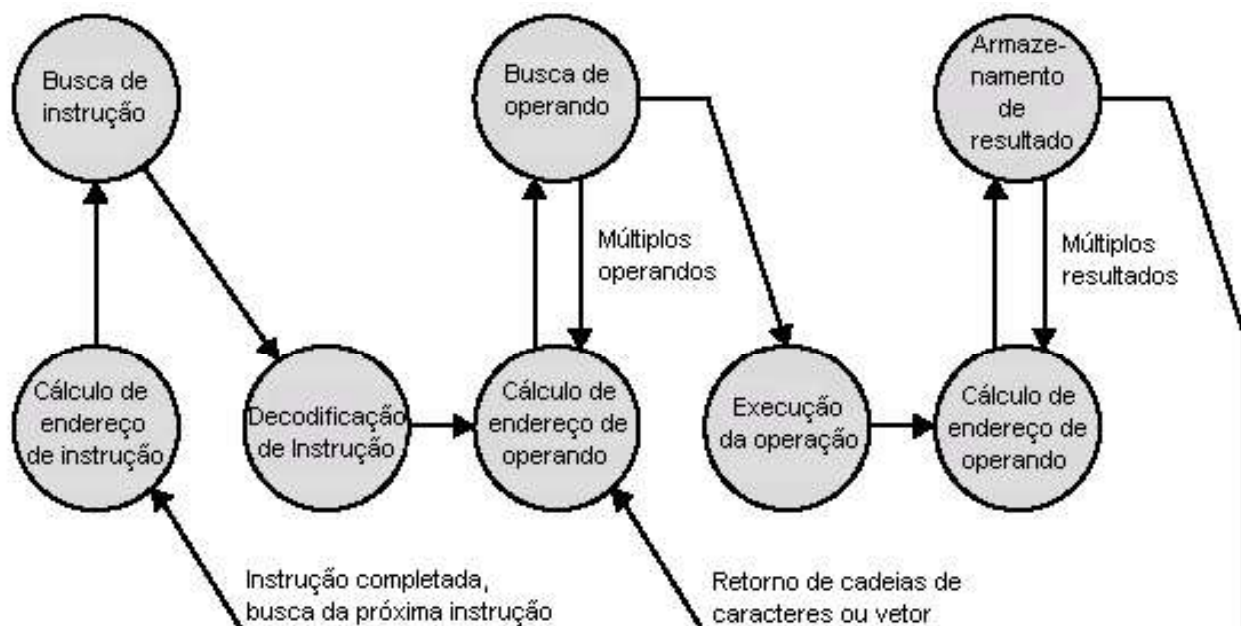 Busca de
instrução
Busca de
operando
Armaze-
namento
de
resultado
Múltiplos
operandos
Múltiplos
resultados
Cálculo de
endereço
de instrução
Decodificação
de Instrução
Cálculo de
endereço de
operando
Execução
da operação
Cálculo de
endereço de
operando
Instrução completada,
busca da próxima instrução
Retorno de cadeias de
caracteres ou vetor